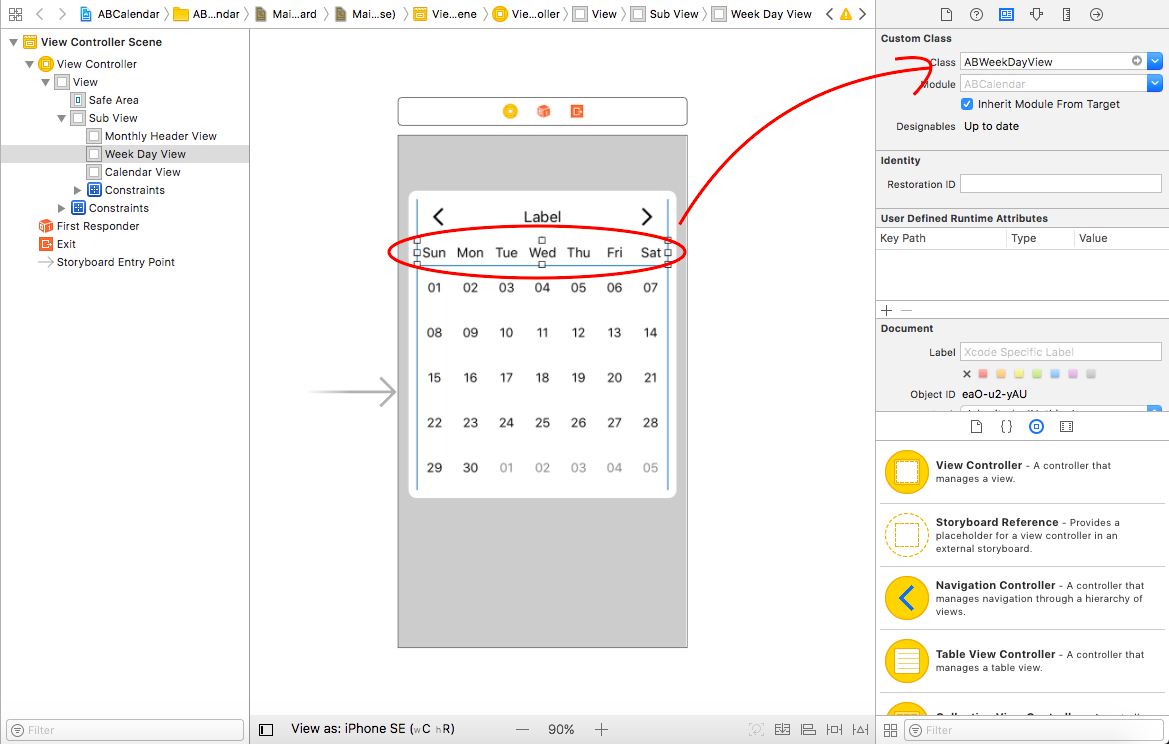 ABCalendar AB...ndar Mai...ard Mai...se) Vie...ene Vie...oller View Sub View Week Day View
View Controller Scene
View Controller
View
Safe Area
Sub View
Monthly Header View
Week Day View
Calendar View
Constraints
Constraints
First Responder
Exit
Storyboard Entry Point
Filter
Label
Sun Mon Tue Wed Thu Fri Sat
01 02 03 04 05 06 07
08 09 10 11 12 13 14
15 16 17 18 19 20 21
22 23 24 25 26 27 28
29 30 01 02 03 04 05
View as: iPhone SE (wC hR) — 90% +
Custom Class
Class ABWeekDayView
Module ABCalendar
Inherit Module From Target
Designables Up to date
Identity
Restoration ID
User Defined Runtime Attributes
Key Path Type Value
Document
Label Xcode Specific Label
Object ID eaO-u2-yAU
View Controller - A controller that
manages a view.
Storyboard Reference - Provides a
placeholder for a view controller in an
external storyboard.
Navigation Controller - A controller that
manages navigation through a hierarchy of
views.
Table View Controller - A controller that
manages a table view.
Filter